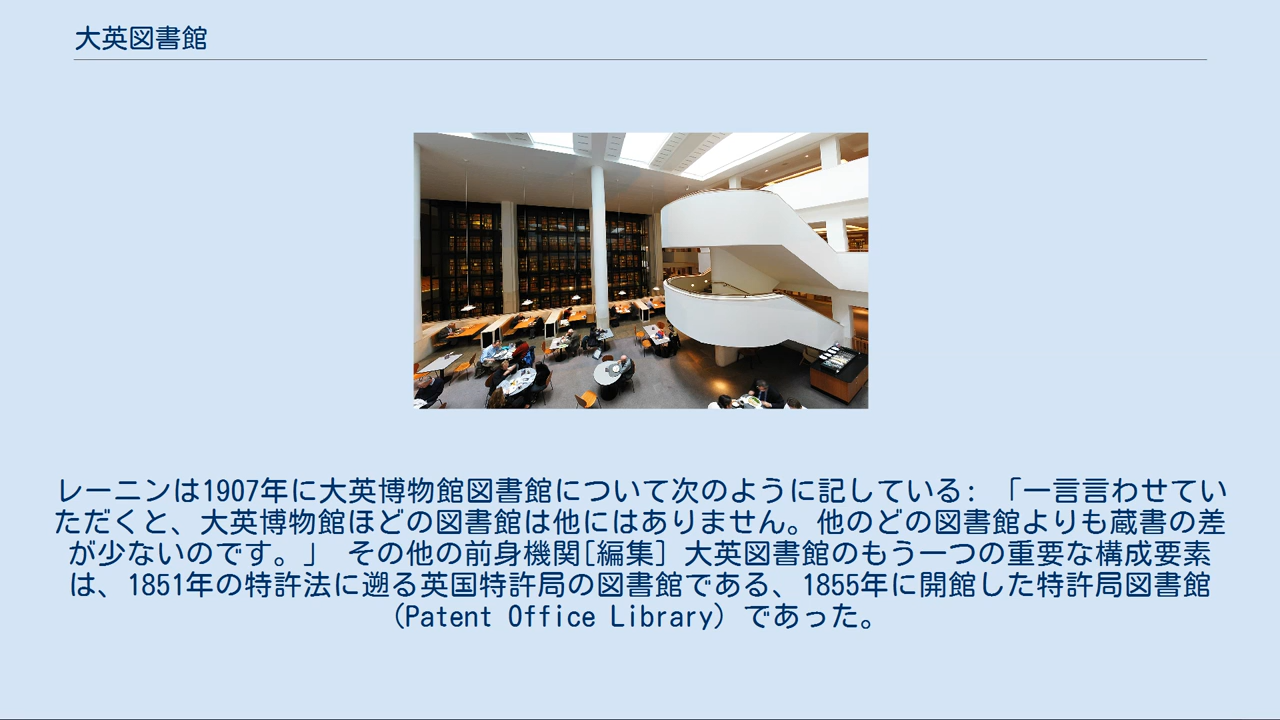 大英図書館
レーニンは1907年に大英博物館図書館について次のように記している: 「一言言わせてい
ただくと、大英博物館ほどの図書館は他にはありません。他のどの図書館よりも蔵書の差
が少ないのです。」 その他の前身機関[編集] 大英図書館のもう一つの重要な構成要素
は、1851年の特許法に遡る英国特許局の図書館である、1855年に開館した特許局図書館
（Patent Office Library）であった。